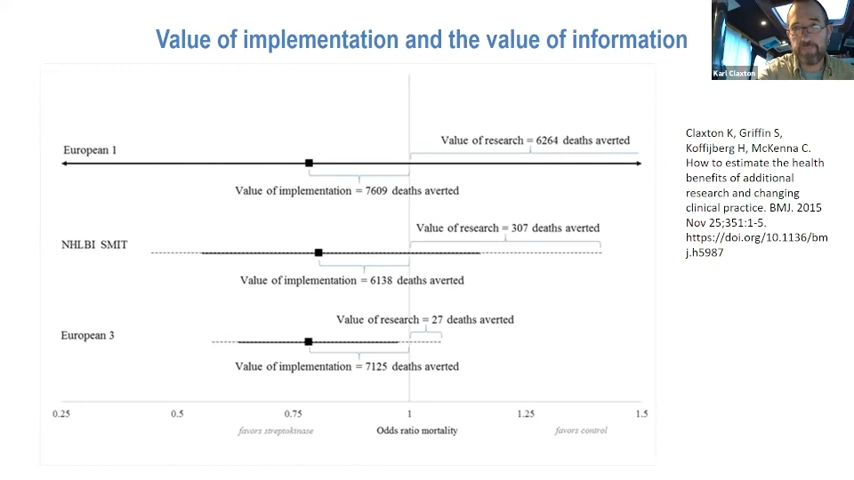 Value of implementation and the value of information
Karl Claxton
European 1
Value of research = 6264 deaths averted
Value of implementation = 7609 deaths averted
NHLBI SMIT
Value of research = 307 deaths averted
Value of implementation = 6138 deaths averted
European 3
Value of research = 27 deaths averted
Value of implementation = 7125 deaths averted
0.25 0.5 0.75 1 1.25 1.5
favors streptokinase Odds ratio mortality favors control
Claxton K, Griffin S,
Koffijberg H, McKenna C.
How to estimate the health
benefits of additional
research and changing
clinical practice. BMJ. 2015
Nov 25;351:1-5.
https://doi.org/10.1136/bm
j.h5987